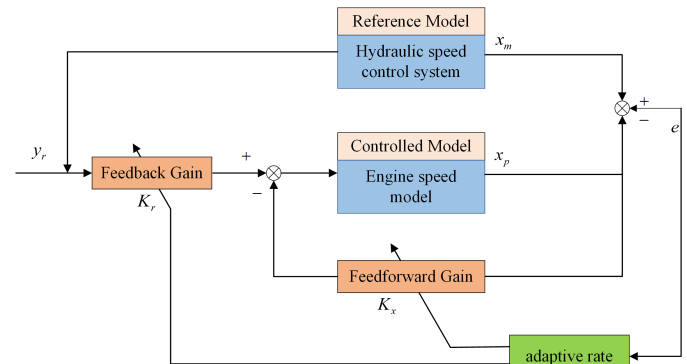 Reference Model
Hydraulic speed
control system
x_m
+
−
e
y_r
Feedback Gain
K_r
+
−
Controlled Model
Engine speed
model
x_p
Feedforward Gain
K_x
adaptive rate